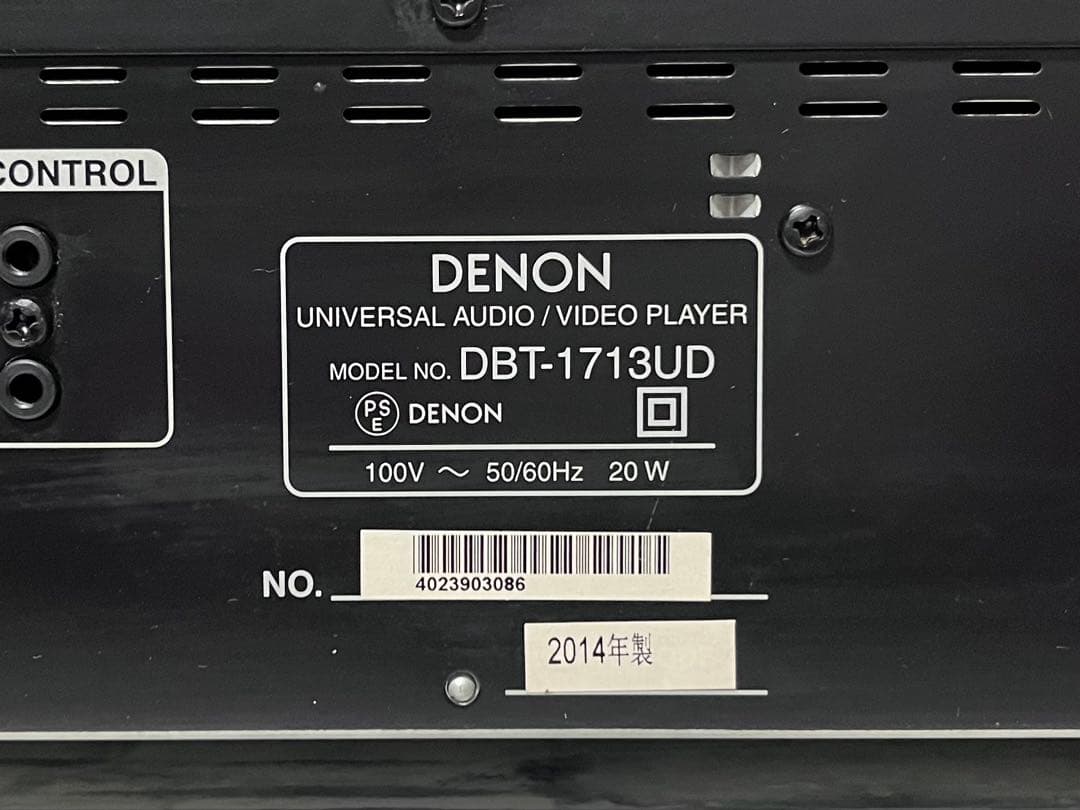 CONTROL
DENON
UNIVERSAL AUDIO / VIDEO PLAYER
MODEL NO. DBT-1713UD
PSE DENON
100V ～ 50/60Hz 20 W
NO. 4023903086
2014年製